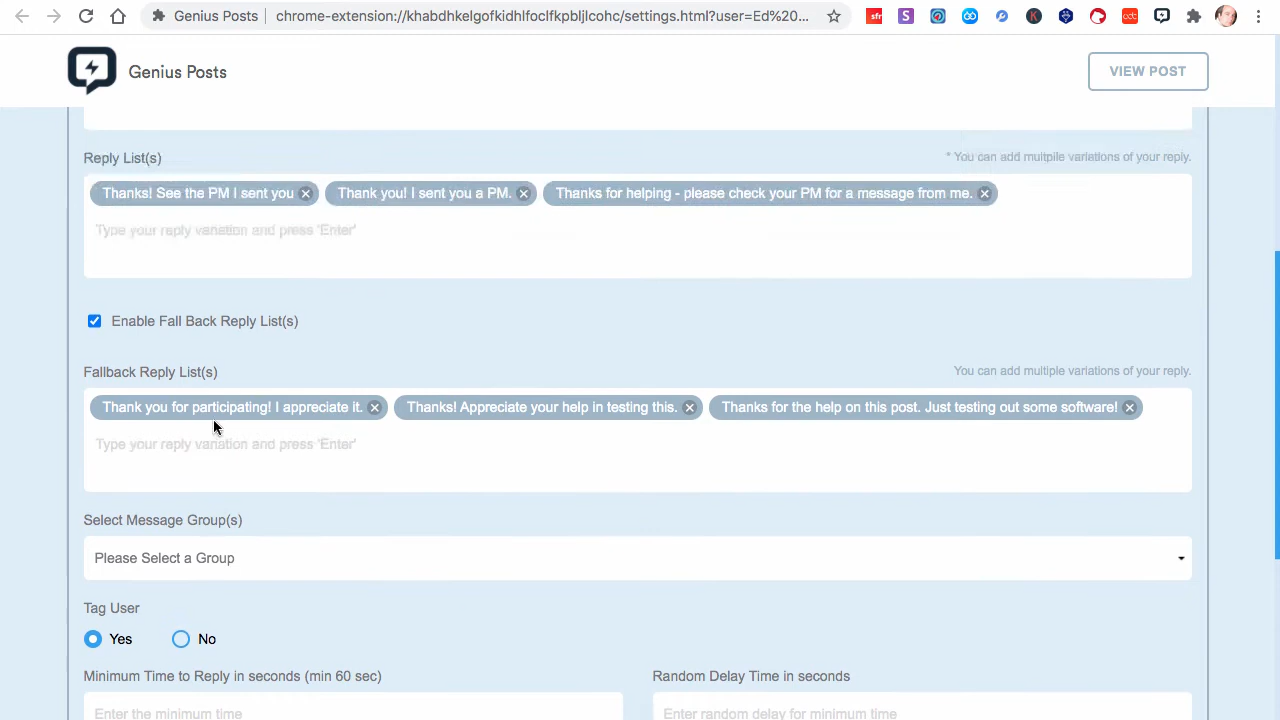 Genius Posts
chrome-extension://khbdhkelgofkidhlfoclfkpbljlcohc/settings.html?user=Ed%20...
Genius Posts
VIEW POST
Reply List(s)
* You can add multpile variations of your reply.
Thanks! See the PM I sent you
Thank you! I sent you a PM.
Thanks for helping - please check your PM for a message from me.
Type your reply variation and press 'Enter'
Enable Fall Back Reply List(s)
Fallback Reply List(s)
You can add multiple variations of your reply.
Thank you for participating! I appreciate it.
Thanks! Appreciate your help in testing this.
Thanks for the help on this post. Just testing out some software!
Type your reply variation and press 'Enter'
Select Message Group(s)
Please Select a Group
Tag User
Yes
No
Minimum Time to Reply in seconds (min 60 sec)
Random Delay Time in seconds
Enter the minimum time
Enter random delay for minimum time